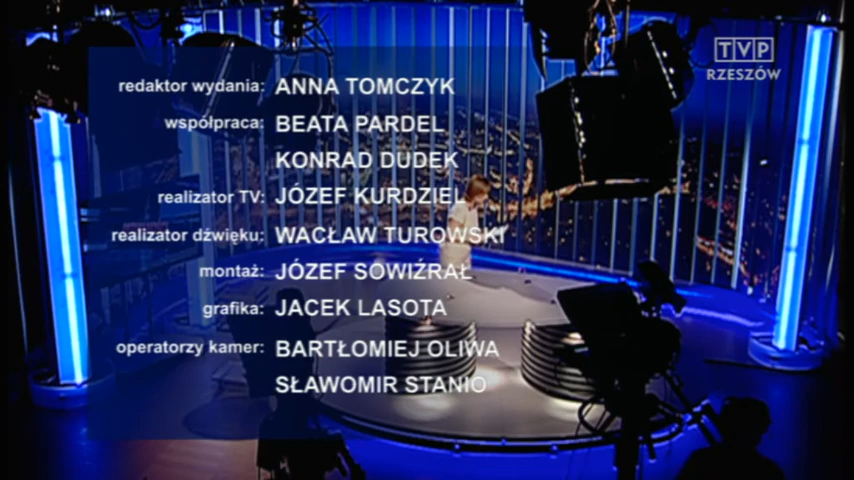 TVP
RZESZÓW
redaktor wydania: ANNA TOMCZYK
współpraca: BEATA PARDEL
KONRAD DUDEK
realizator TV: JÓZEF KURDZIEL
realizator dźwięku: WACŁAW TUROWSKI
montaż: JÓZEF SOWIŹRAŁ
grafika: JACEK LASOTA
operatorzy kamer: BARTŁOMIEJ OLIWA
SŁAWOMIR STANIO